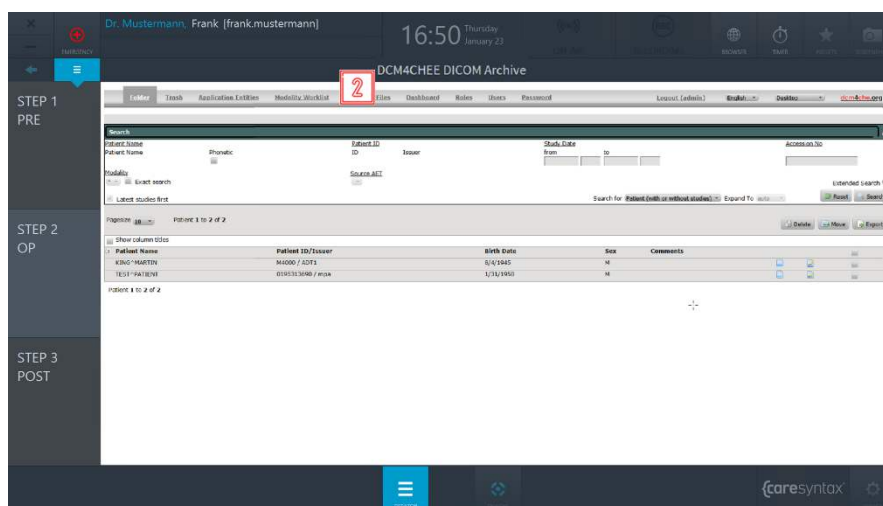 Dr. Mustermann, Frank [frank.mustermann]
16:50 Thursday January 23
BROWSER TIMER
DCM4CHEE DICOM Archive
STEP 1
PRE
STEP 2
OP
STEP 3
POST
2
Folder Trash Application Entities Modality Worklist Files Dashboard Roles Users Password Logout [admin] English Desktop dcm4che.org
Search
Patient Name Patient ID Study Date Accession No
Patient Name Phonetic ID Issuer from to
Modality Source AET
Exact search Extended Search
Latest studies first Search for Patient (with or without studies) Expand To auto Reset Search
Pagesize 10 Patient 1 to 2 of 2 Delete Move Export
Show column titles
Patient Name Patient ID/Issuer Birth Date Sex Comments
KING^MARTIN M4000 / ADT1 8/4/1945 M
TEST^PATIENT 0195313690 / mpa 1/31/1950 M
Patient 1 to 2 of 2
{caresyntax